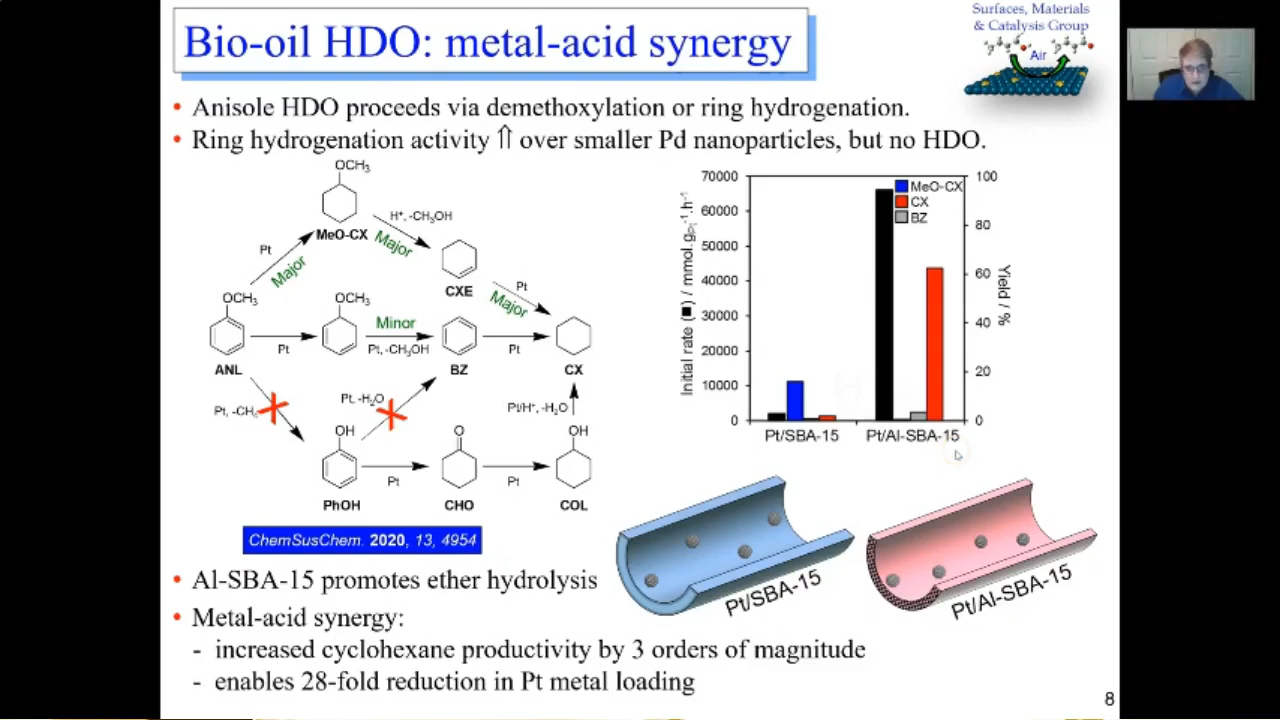 Bio-oil HDO: metal-acid synergy
Surfaces, Materials
& Catalysis Group
Air
• Anisole HDO proceeds via demethoxylation or ring hydrogenation.
• Ring hydrogenation activity ⇑ over smaller Pd nanoparticles, but no HDO.
OCH₃
MeO-CX
H⁺, -CH₃OH
Major
Pt
Major
CXE
Pt
Major
OCH₃
ANL
Pt
OCH₃
Minor
Pt, -CH₃OH
BZ
Pt
CX
Pt, -CH₄
Pt, -H₂O
Pt/H⁺, -H₂O
OH
PhOH
Pt
O
CHO
Pt
OH
COL
ChemSusChem. 2020, 13, 4954
Initial rate (■) / mmol.gPt⁻¹.h⁻¹
70000
60000
50000
40000
30000
20000
10000
0
MeO-CX
CX
BZ
100
80
60
40
20
0
Yield / %
Pt/SBA-15
Pt/Al-SBA-15
Pt/SBA-15
Pt/Al-SBA-15
• Al-SBA-15 promotes ether hydrolysis
• Metal-acid synergy:
- increased cyclohexane productivity by 3 orders of magnitude
- enables 28-fold reduction in Pt metal loading
8